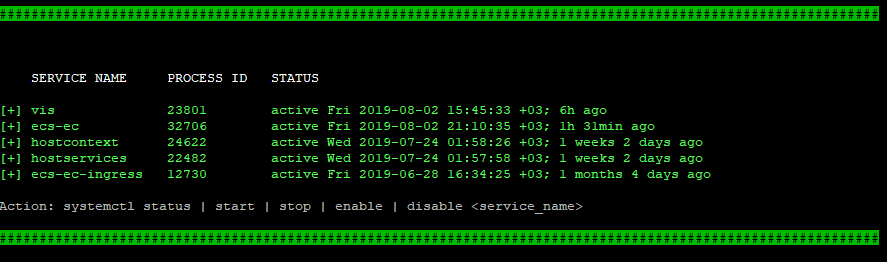 ##############################################################################################################
SERVICE NAME PROCESS ID STATUS
[+] vis 23801 active Fri 2019-08-02 15:45:33 +03; 6h ago
[+] ecs-ec 32706 active Fri 2019-08-02 21:10:35 +03; 1h 31min ago
[+] hostcontext 24622 active Wed 2019-07-24 01:58:26 +03; 1 weeks 2 days ago
[+] hostservices 22482 active Wed 2019-07-24 01:57:58 +03; 1 weeks 2 days ago
[+] ecs-ec-ingress 12730 active Fri 2019-06-28 16:34:25 +03; 1 months 4 days ago
Action: systemctl status | start | stop | enable | disable <service_name>
##############################################################################################################